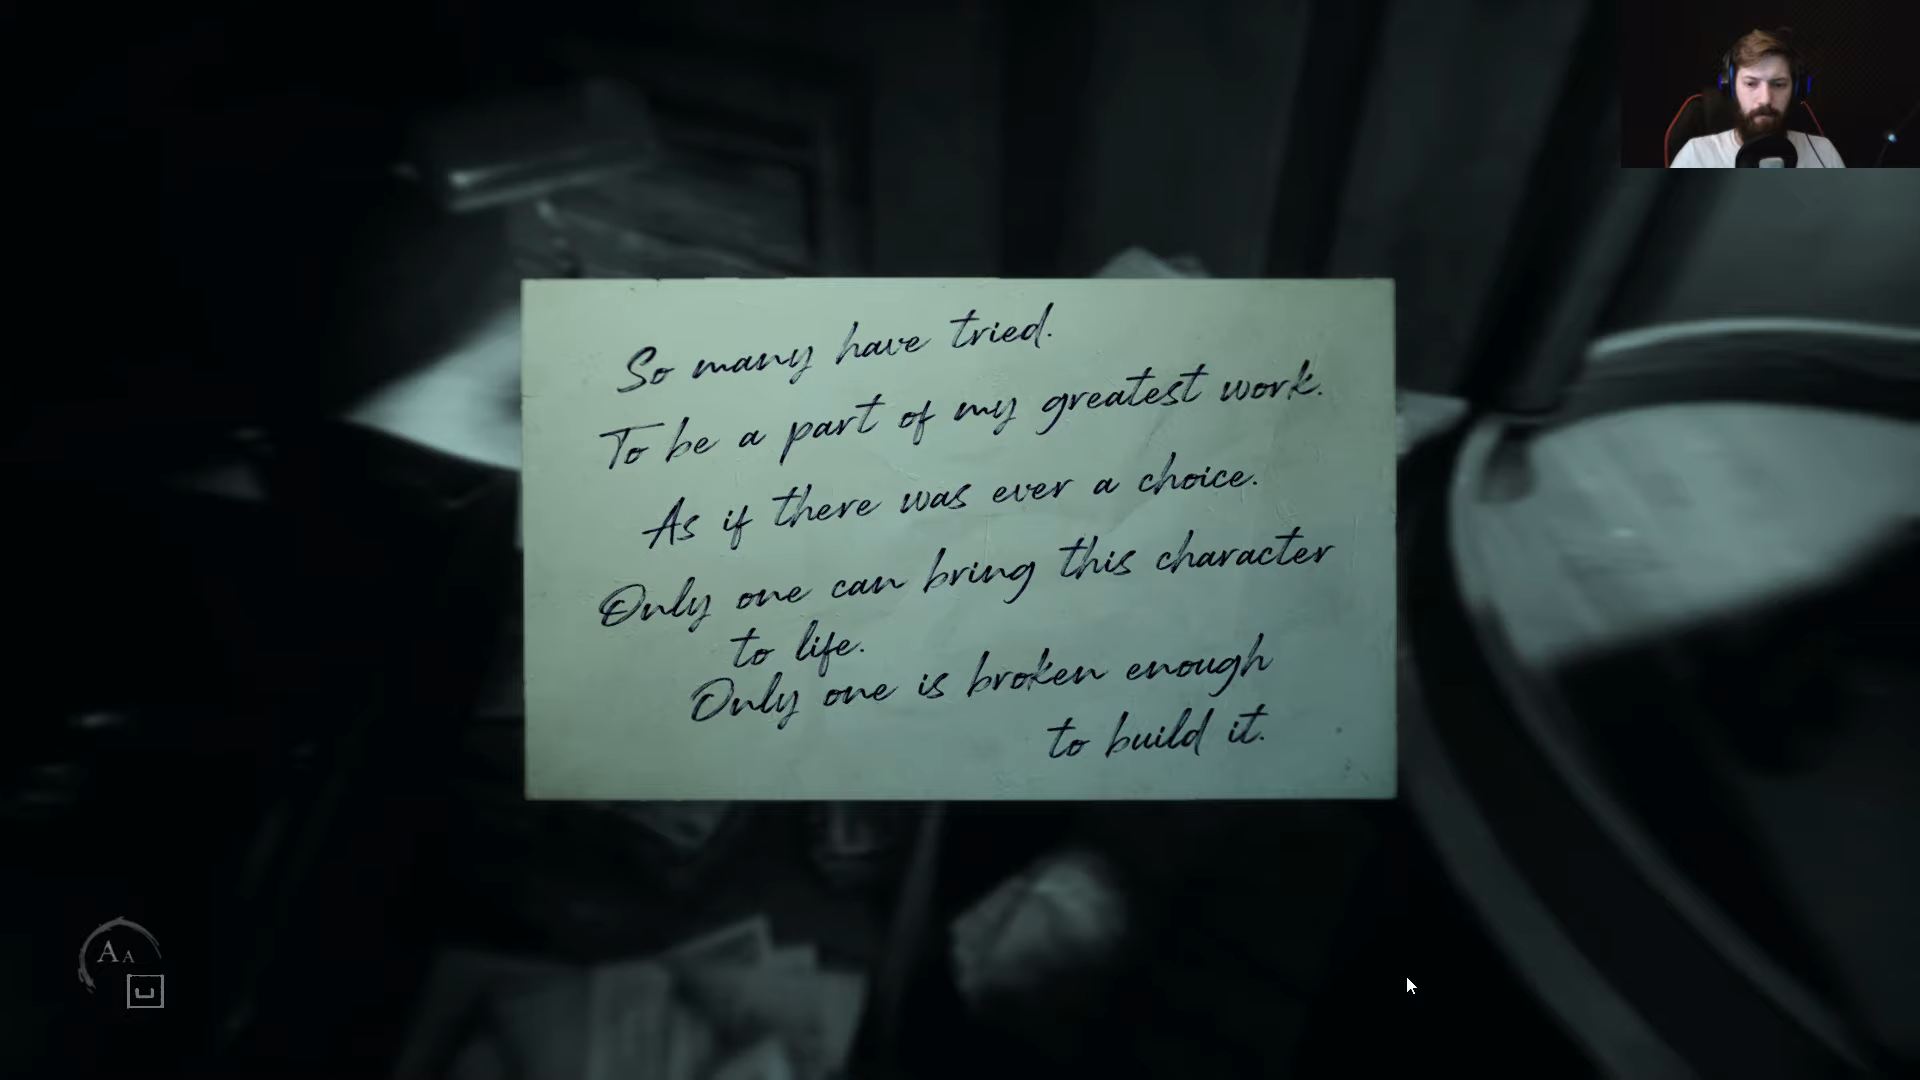 So many have tried.
To be a part of my greatest work.
As if there was ever a choice.
Only one can bring this character
to life.
Only one is broken enough
to build it.
AA